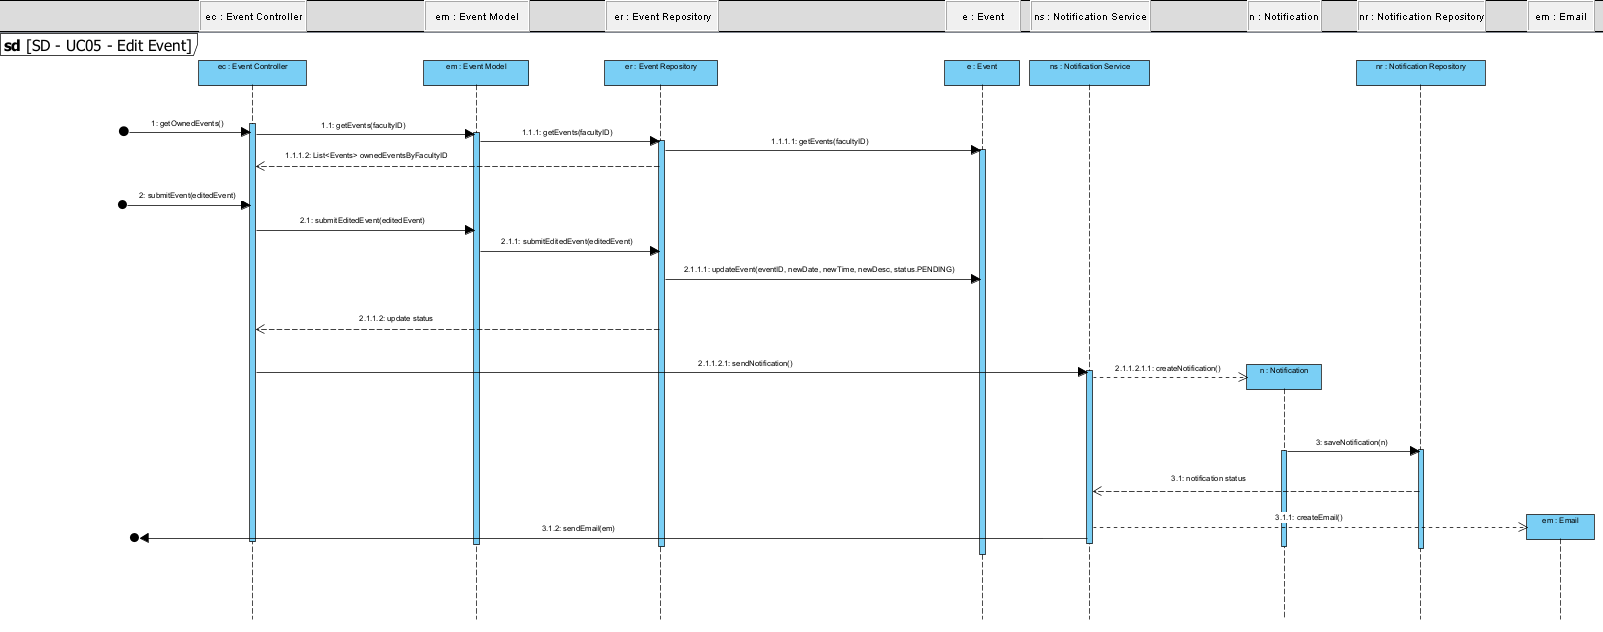 ec : Event Controller
em : Event Model
er : Event Repository
e : Event
ns : Notification Service
n : Notification
nr : Notification Repository
em : Email
sd [SD - UC05 - Edit Event]
ec : Event Controller
em : Event Model
er : Event Repository
e : Event
ns : Notification Service
nr : Notification Repository
1: getOwnedEvents()
1.1: getEvents(facultyID)
1.1.1: getEvents(facultyID)
1.1.1.1: getEvents(facultyID)
1.1.1.2: List<Events> ownedEventsByFacultyID
2: submitEvent(editedEvent)
2.1: submitEditedEvent(editedEvent)
2.1.1: submitEditedEvent(editedEvent)
2.1.1.1: updateEvent(eventID, newDate, newTime, newDesc, status.PENDING)
2.1.1.2: update status
2.1.1.2.1: sendNotification()
2.1.1.2.1.1: createNotification()
n : Notification
3: saveNotification(n)
3.1: notification status
3.1.1: createEmail()
em : Email
3.1.2: sendEmail(em)